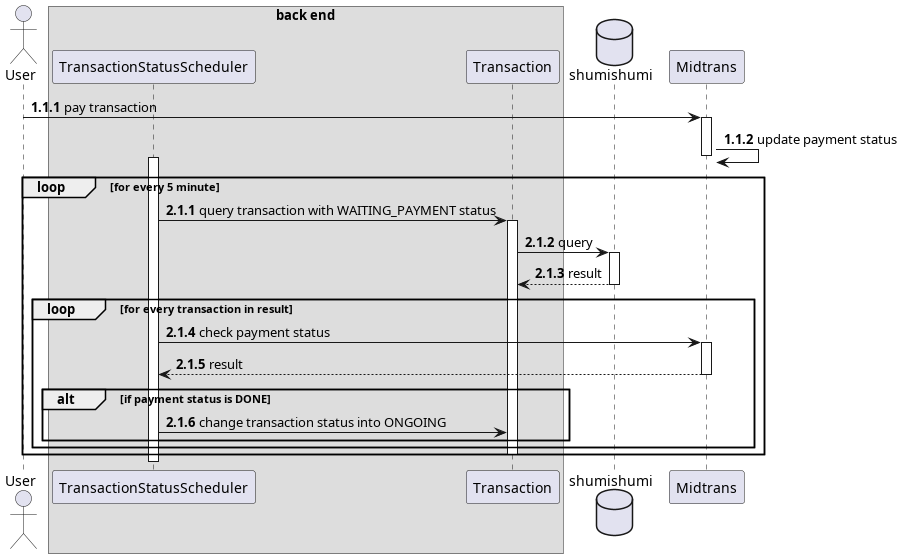 back end
User
TransactionStatusScheduler
Transaction
shumishumi
Midtrans
1.1.1 pay transaction
1.1.2 update payment status
loop [for every 5 minute]
2.1.1 query transaction with WAITING_PAYMENT status
2.1.2 query
2.1.3 result
loop [for every transaction in result]
2.1.4 check payment status
2.1.5 result
alt [if payment status is DONE]
2.1.6 change transaction status into ONGOING
User
TransactionStatusScheduler
Transaction
shumishumi
Midtrans